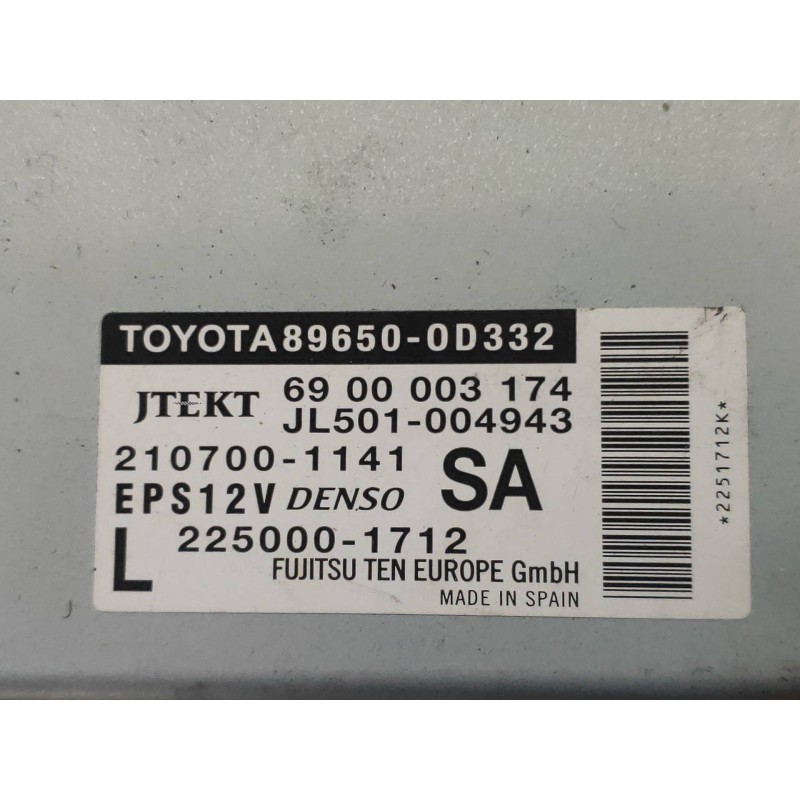 TOYOTA 89650-0D332
JTEKT 69 00 003 174
JL501-004943
210700-1141 SA
EPS12V DENSO
L 225000-1712
FUJITSU TEN EUROPE GmbH
MADE IN SPAIN
*2251712K*